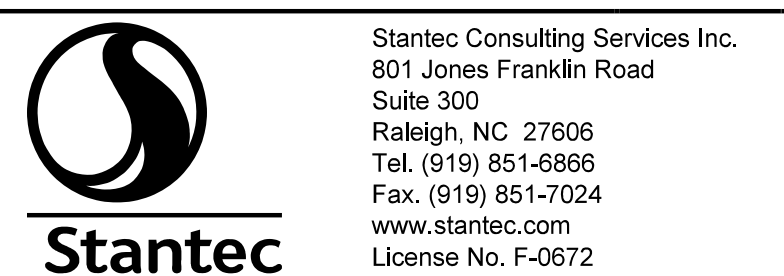 Stantec Consulting Services Inc.
801 Jones Franklin Road
Suite 300
Raleigh, NC  27606
Tel. (919) 851-6866
Fax. (919) 851-7024
www.stantec.com
License No. F-0672
Stantec